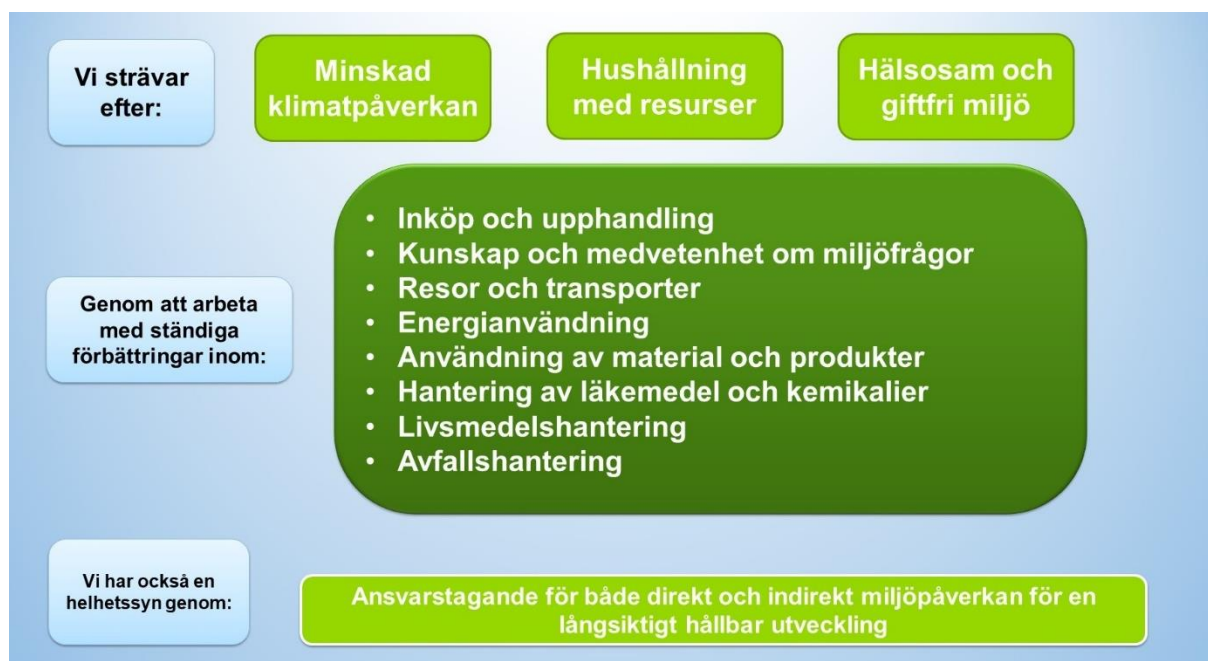 Vi strävar
efter:
Minskad
klimatpåverkan
Hushållning
med resurser
Hälsosam och
giftfri miljö
Genom att arbeta
med ständiga
förbättringar inom:
• Inköp och upphandling
• Kunskap och medvetenhet om miljöfrågor
• Resor och transporter
• Energianvändning
• Användning av material och produkter
• Hantering av läkemedel och kemikalier
• Livsmedelshantering
• Avfallshantering
Vi har också en
helhetssyn genom:
Ansvarstagande för både direkt och indirekt miljöpåverkan för en
långsiktigt hållbar utveckling